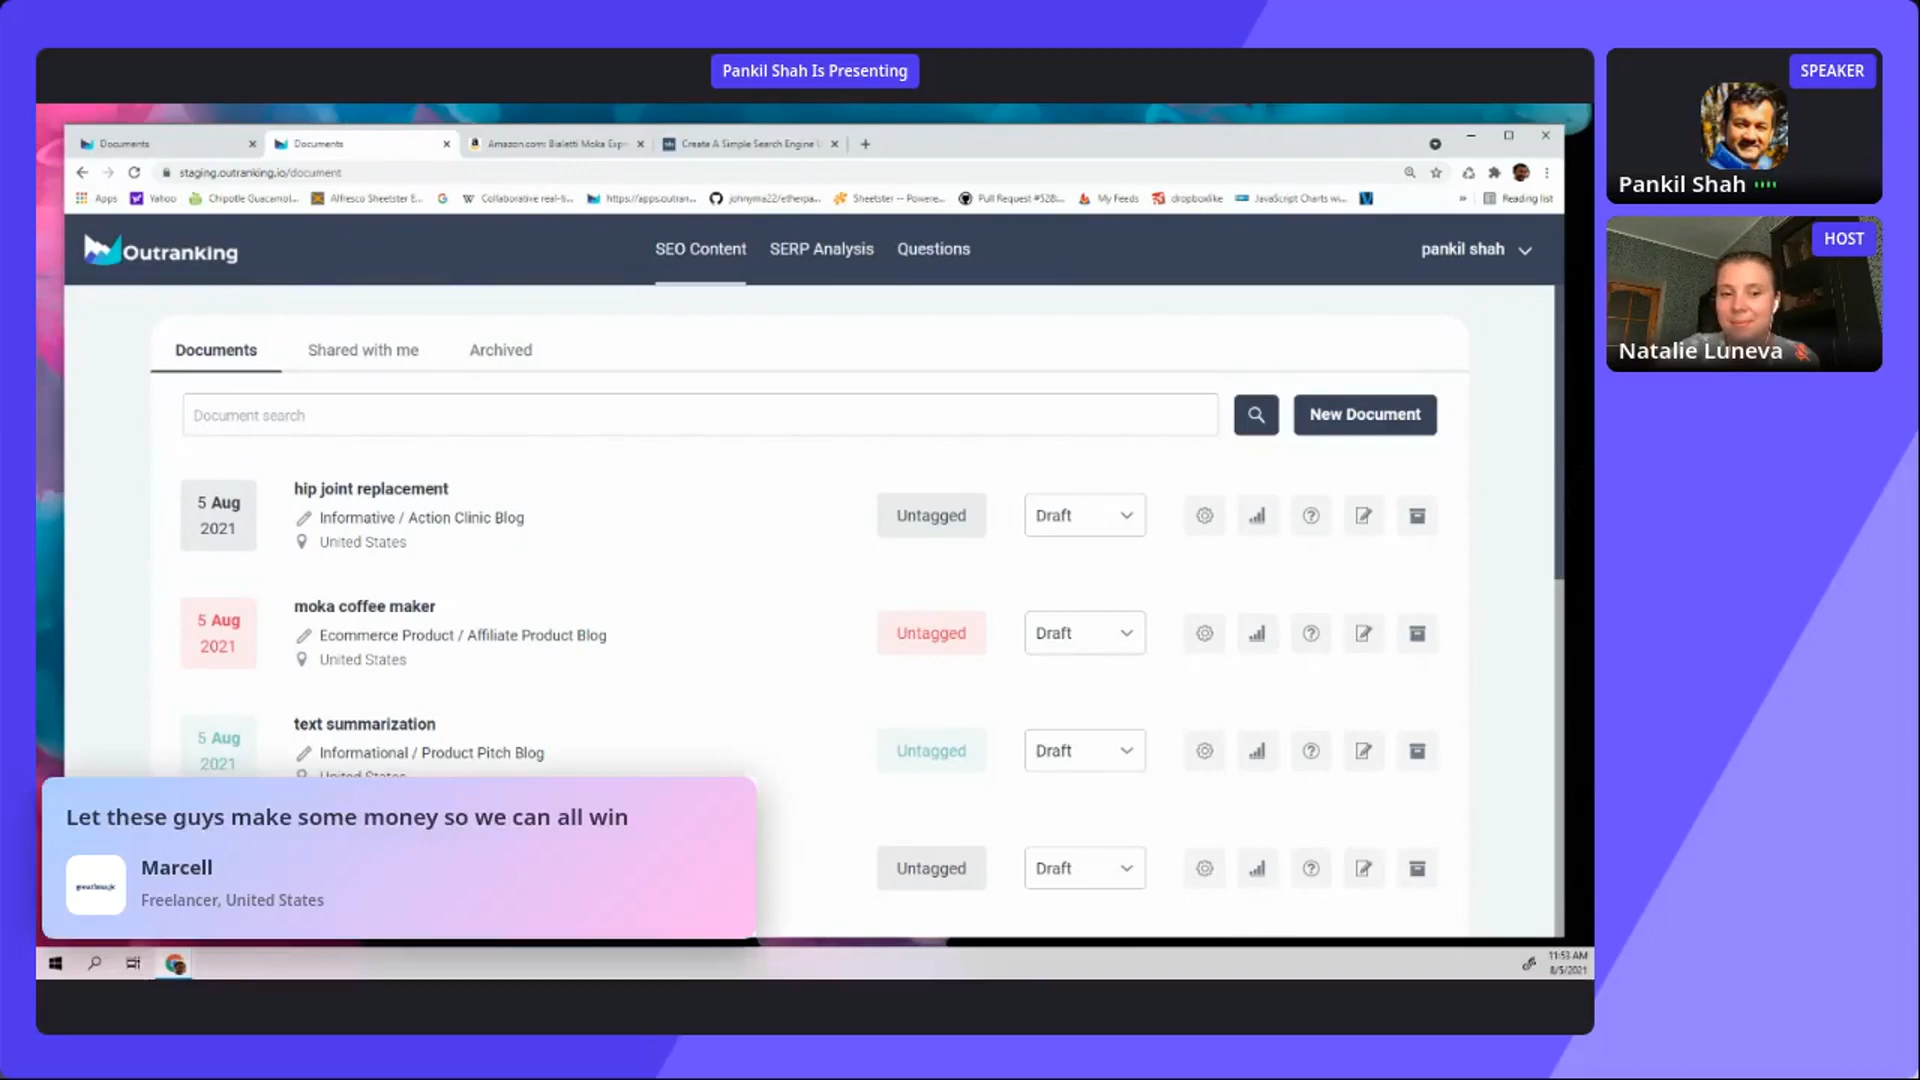 Pankil Shah Is Presenting
SPEAKER
Pankil Shah
HOST
Natalie Luneva
Documents
Documents
Amazon.com: Bialetti Moka Expr
Create A Simple Search Engine U
staging.outranking.io/document
Apps
Yahoo
Chipotle Guacamol...
Alfresco Sheetster E...
Collaborative real-ti...
https://apps.outran...
johnyma22/etherpa...
Sheetster -- Powere...
Pull Request #528:...
My Feeds
dropboxlike
JavaScript Charts wi...
»
Reading list
Outranking
SEO Content
SERP Analysis
Questions
pankil shah
Documents
Shared with me
Archived
Document search
New Document
5 Aug
2021
hip joint replacement
Informative / Action Clinic Blog
United States
Untagged
Draft
5 Aug
2021
moka coffee maker
Ecommerce Product / Affiliate Product Blog
United States
Untagged
Draft
5 Aug
2021
text summarization
Informational / Product Pitch Blog
United States
Untagged
Draft
Untagged
Draft
Let these guys make some money so we can all win
Marcell
Freelancer, United States
11:53 AM
8/5/2021